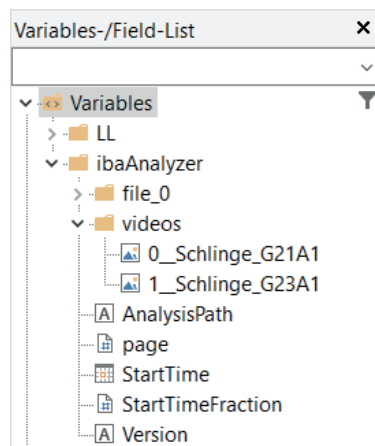 Variables-/Field-List
Variables
LL
ibaAnalyzer
file_0
videos
0__Schlinge_G21A1
1__Schlinge_G23A1
AnalysisPath
page
StartTime
StartTimeFraction
Version